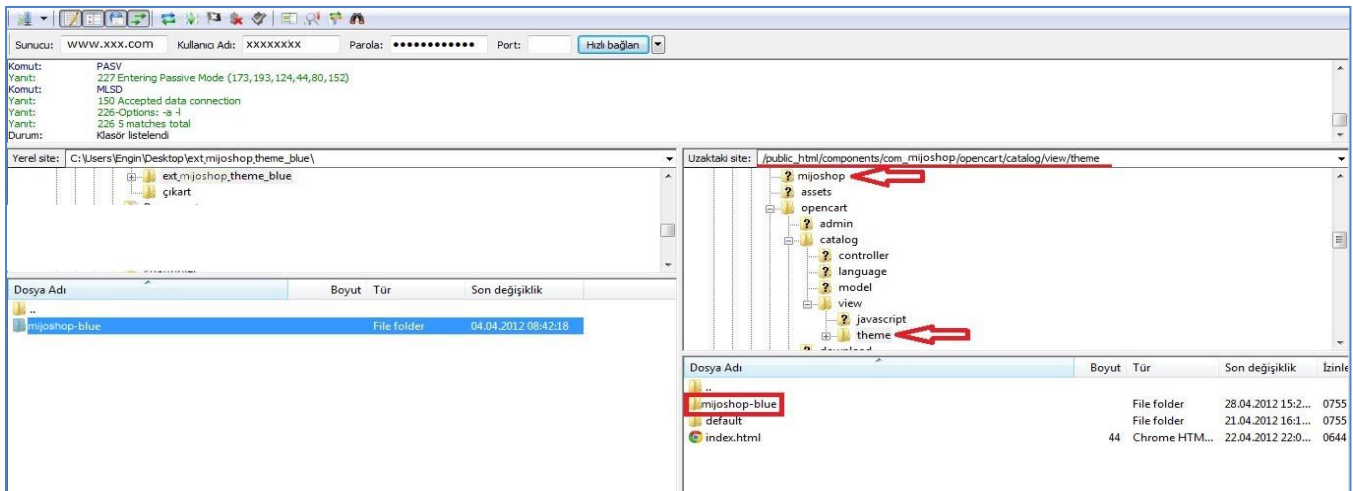 Sunucu: www.xxx.com Kullanıcı Adı: xxxxxxxx Parola: •••••••••••• Port: Hızlı bağlan
Komut: PASV
Yanıt: 227 Entering Passive Mode (173,193,124,44,80,152)
Komut: MLSD
Yanıt: 150 Accepted data connection
Yanıt: 226-Options: -a -l
Yanıt: 226 5 matches total
Durum: Klasör listelendi
Yerel site: C:\Users\Engin\Desktop\ext_mijoshop_theme_blue\
ext_mijoshop_theme_blue
çıkart
Dosya Adı Boyut Tür Son değişiklik
..
mijoshop-blue File folder 04.04.2012 08:42:18
Uzaktaki site: /public_html/components/com_mijoshop/opencart/catalog/view/theme
mijoshop
assets
opencart
admin
catalog
controller
language
model
view
javascript
theme
download
Dosya Adı Boyut Tür Son değişiklik İzinle
..
mijoshop-blue File folder 28.04.2012 15:2... 0755
default File folder 21.04.2012 16:1... 0755
index.html 44 Chrome HTM... 22.04.2012 22:0... 0644